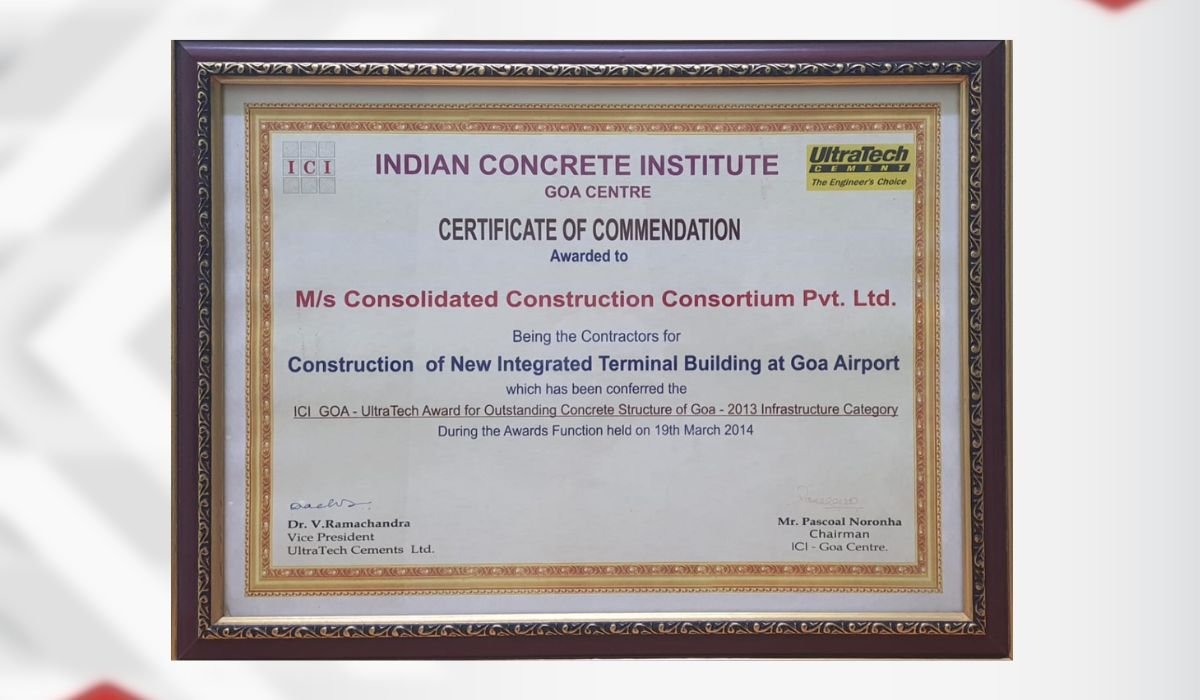 ICI
INDIAN CONCRETE INSTITUTE
GOA CENTRE
UltraTech
CEMENT
The Engineer's Choice
CERTIFICATE OF COMMENDATION
Awarded to
M/s Consolidated Construction Consortium Pvt. Ltd.
Being the Contractors for
Construction of New Integrated Terminal Building at Goa Airport
which has been conferred the
ICI GOA - UltraTech Award for Outstanding Concrete Structure of Goa - 2013 Infrastructure Category
During the Awards Function held on 19th March 2014
Dr. V.Ramachandra
Vice President
UltraTech Cements Ltd.
Mr. Pascoal Noronha
Chairman
ICI - Goa Centre.